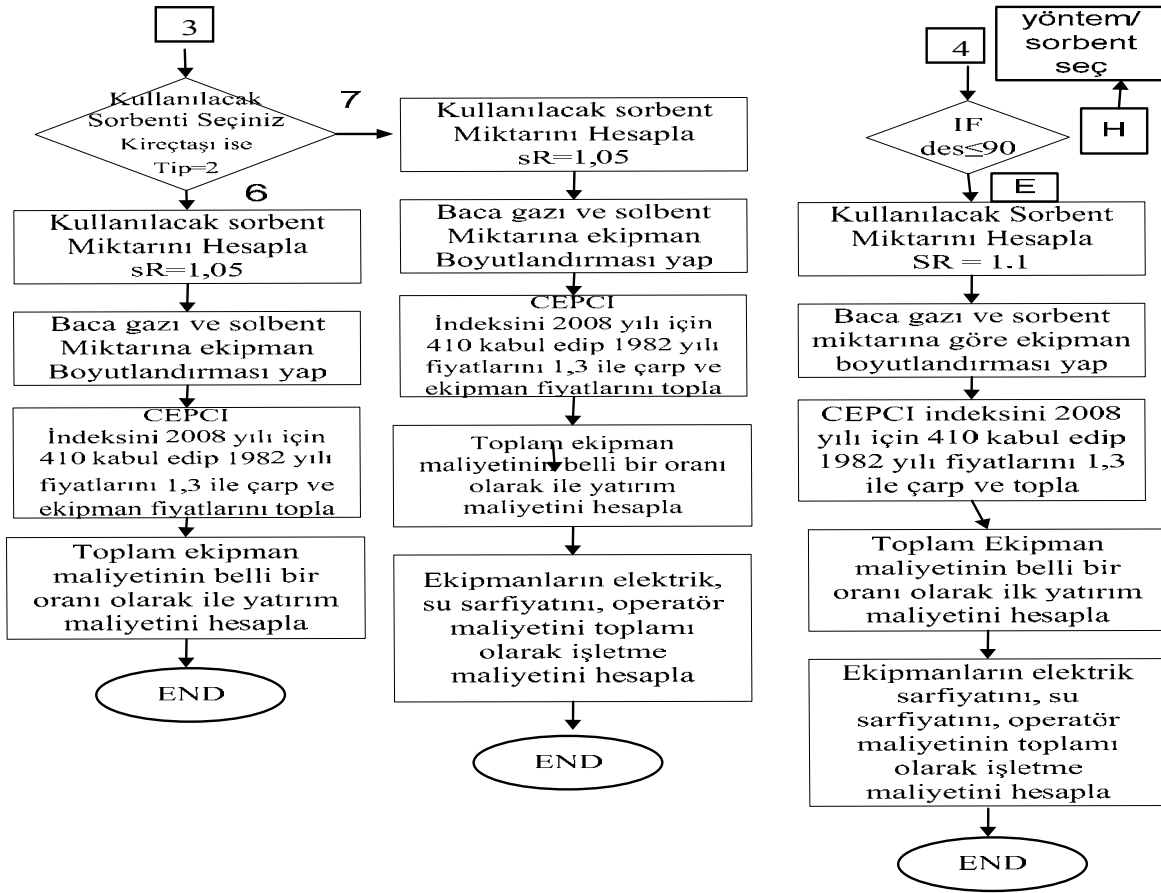 3
Kullanılacak
Sorbenti Seçiniz
Kireçtaşı ise
Tip=2
7
6
Kullanılacak sorbent
Miktarını Hesapla
sR=1,05
Baca gazı ve solbent
Miktarına ekipman
Boyutlandırması yap
CEPCI
İndeksini 2008 yılı için
410 kabul edip 1982 yılı
fiyatlarını 1,3 ile çarp ve
ekipman fiyatlarını topla
Toplam ekipman
maliyetinin belli bir
oranı olarak ile yatırım
maliyetini hesapla
END
Kullanılacak sorbent
Miktarını Hesapla
sR=1,05
Baca gazı ve solbent
Miktarına ekipman
Boyutlandırması yap
CEPCI
İndeksini 2008 yılı için
410 kabul edip 1982 yılı
fiyatlarını 1,3 ile çarp ve
ekipman fiyatlarını topla
Toplam ekipman
maliyetinin belli bir oranı
olarak ile yatırım
maliyetini hesapla
Ekipmanların elektrik,
su sarfiyatını, operatör
maliyetini toplamı
olarak işletme
maliyetini hesapla
END
4
yöntem/
sorbent
seç
H
IF
des≤90
E
Kullanılacak Sorbent
Miktarını Hesapla
SR = 1.1
Baca gazı ve sorbent
miktarına göre ekipman
boyutlandırması yap
CEPCI indeksini 2008
yılı için 410 kabul edip
1982 yılı fiyatlarını 1,3
ile çarp ve topla
Toplam Ekipman
maliyetinin belli bir
oranı olarak ilk yatırım
maliyetini hesapla
Ekipmanların elektrik
sarfiyatını, su
sarfiyatını, operatör
maliyetinin toplamı
olarak işletme
maliyetini hesapla
END